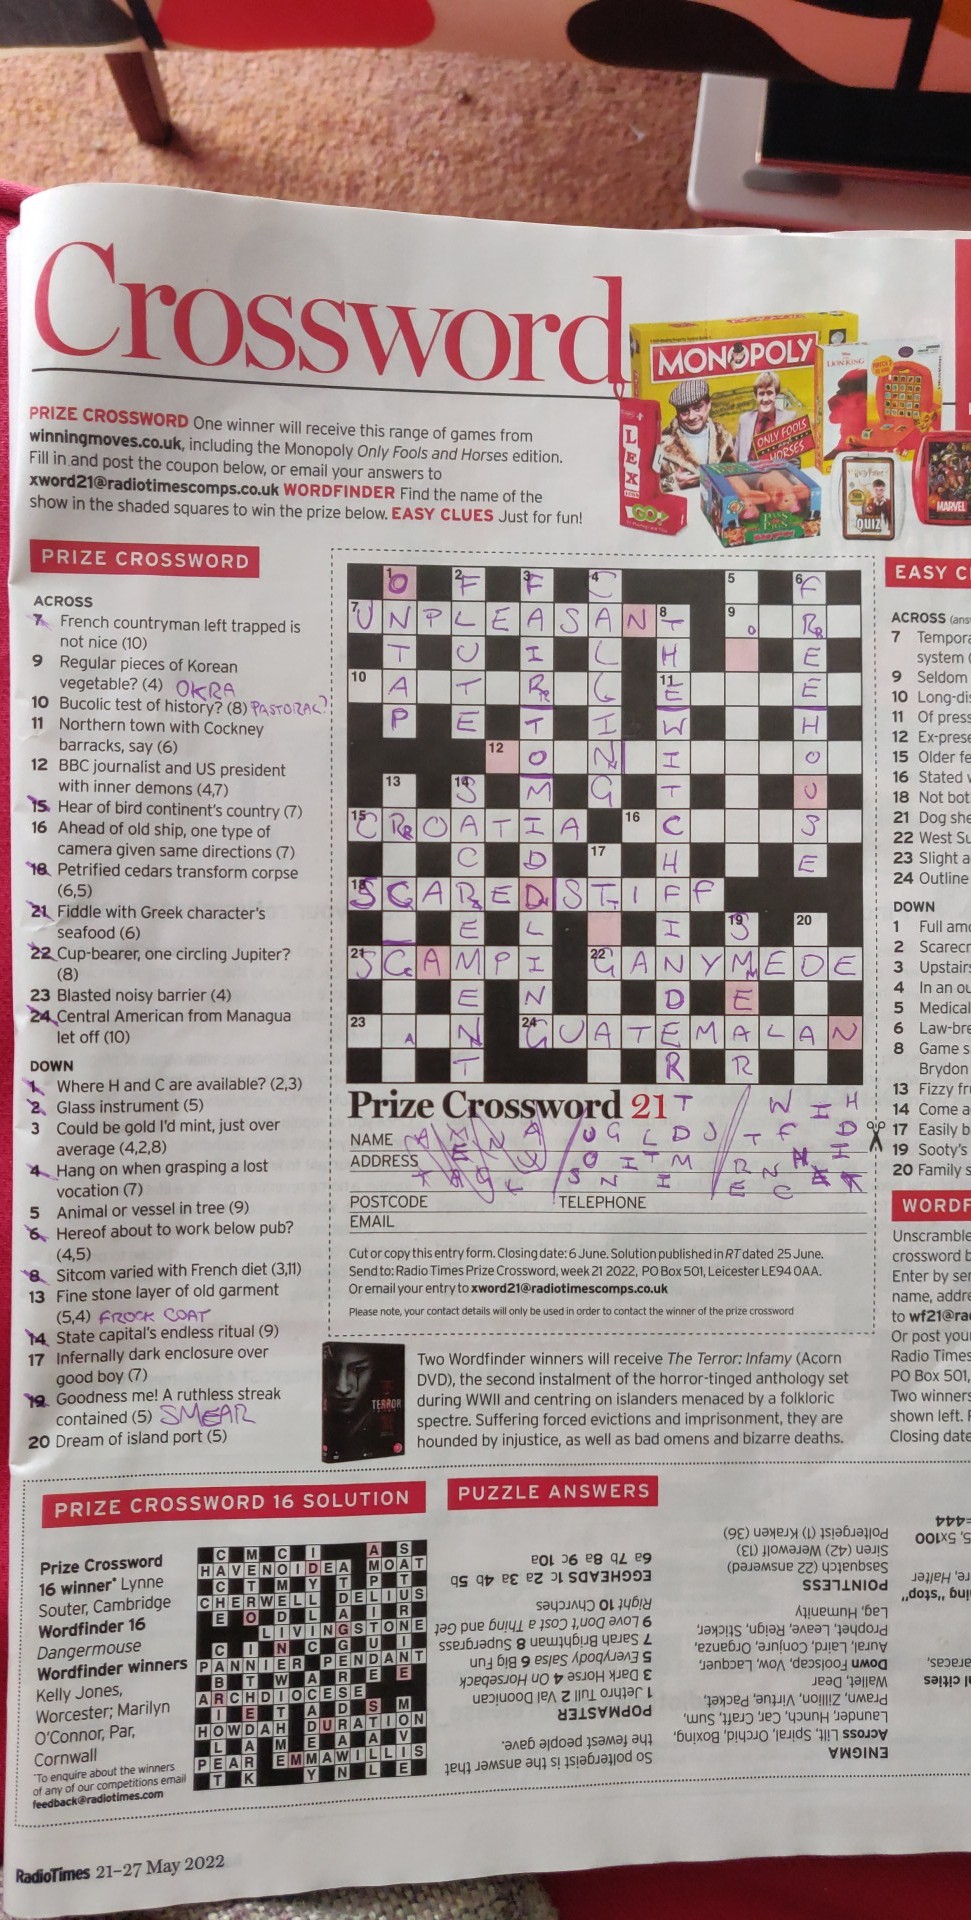 Crossword
MONOPOLY
ONLY FOOLS
HORSES
THE LION KING
LEX
GO!
PASS THE PIGS
Harry Potter
QUIZ
MARVEL
PRIZE CROSSWORD One winner will receive this range of games from
winningmoves.co.uk, including the Monopoly Only Fools and Horses edition.
Fill in and post the coupon below, or email your answers to
xword21@radiotimescomps.co.uk WORDFINDER Find the name of the
show in the shaded squares to win the prize below. EASY CLUES Just for fun!
PRIZE CROSSWORD
ACROSS
7 French countryman left trapped is
not nice (10)
9 Regular pieces of Korean
vegetable? (4) OKRA
10 Bucolic test of history? (8) PASTORAL?
11 Northern town with Cockney
barracks, say (6)
12 BBC journalist and US president
with inner demons (4,7)
15 Hear of bird continent's country (7)
16 Ahead of old ship, one type of
camera given same directions (7)
18 Petrified cedars transform corpse
(6,5)
21 Fiddle with Greek character's
seafood (6)
22 Cup-bearer, one circling Jupiter?
(8)
23 Blasted noisy barrier (4)
24 Central American from Managua
let off (10)
DOWN
1 Where H and C are available? (2,3)
2 Glass instrument (5)
3 Could be gold I'd mint, just over
average (4,2,8)
4 Hang on when grasping a lost
vocation (7)
5 Animal or vessel in tree (9)
6 Hereof about to work below pub?
(4,5)
8 Sitcom varied with French diet (3,11)
13 Fine stone layer of old garment
(5,4) FROCK COAT
14 State capital's endless ritual (9)
17 Infernally dark enclosure over
good boy (7)
19 Goodness me! A ruthless streak
contained (5) SMEAR
20 Dream of island port (5)
1 O 2 F 3 F 4 C 5 6 F
7 U N P L E A S A N 8 T 9 O R
T U I L H E
10 A T R L 11 E E
P E T I W H
12 O N I O
13 14 S M G T U
15 C R O A T I A 16 C S
C D 17 H E
18 S C A R E D S T I F F
E L I 19 S 20
21 S C A M P I 22 G A N Y M E D E
E N D E
23 A N 24 G U A T E M A L A N
T R R
Prize Crossword 21
NAME
ADDRESS
POSTCODE TELEPHONE
EMAIL
Cut or copy this entry form. Closing date: 6 June. Solution published in RT dated 25 June.
Send to: Radio Times Prize Crossword, week 21 2022, PO Box 501, Leicester LE94 0AA.
Or email your entry to xword21@radiotimescomps.co.uk
Please note, your contact details will only be used in order to contact the winner of the prize crossword
TERROR
Two Wordfinder winners will receive The Terror: Infamy (Acorn
DVD), the second instalment of the horror-tinged anthology set
during WWII and centring on islanders menaced by a folkloric
spectre. Suffering forced evictions and imprisonment, they are
hounded by injustice, as well as bad omens and bizarre deaths.
EASY C
ACROSS (ans
7 Tempora
system (
9 Seldom
10 Long-di
11 Of press
12 Ex-prese
15 Older fe
16 Stated v
18 Not bot
21 Dog she
22 West Su
23 Slight a
24 Outline
DOWN
1 Full am
2 Scarecr
3 Upstair
4 In an ou
5 Medical
6 Law-bre
8 Game s
Brydon
13 Fizzy fr
14 Come a
17 Easily b
19 Sooty's
20 Family s
WORDF
Unscramble
crossword b
Enter by se
name, addre
to wf21@ra
Or post you
Radio Times
PO Box 501,
Two winners
shown left. F
Closing date
PRIZE CROSSWORD 16 SOLUTION
Prize Crossword
16 winner* Lynne
Souter, Cambridge
Wordfinder 16
Dangermouse
Wordfinder winners
Kelly Jones,
Worcester; Marilyn
O'Connor, Par,
Cornwall
*To enquire about the winners
of any of our competitions email
feedback@radiotimes.com
C M C I A S
HAVENOIDEA MOAT
C T M Y T P T
CHERWELL DELIUS
E O D L A I R
LIVINGSTONE
C I N C G U I
PANNIER PENDANT
B T W A R E E
ARCHDIOCESE
I E T A D S M
HOWDAH DURATION
L A M E A A V
PEAR EMMAWILLIS
T K Y N L E
PUZZLE ANSWERS
ENIGMA
Across Lilt, Spiral, Orchid, Boxing,
Launder, Hunch, Car, Craft, Sum,
Prawn, Zillion, Virtue, Packet,
Wallet, Dear
Down Foolscap, Vow, Lacquer,
Aural, Laird, Conjure, Organza,
Prophet, Leave, Reign, Sticker,
Lag, Humanity
POINTLESS
Sasquatch (22 answered)
Siren (42) Werewolf (13)
Poltergeist (1) Kraken (36)
So poltergeist is the answer that
the fewest people gave.
POPMASTER
1 Jethro Tull 2 Val Doonican
3 Dark Horse 4 On Horseback
5 Everybody Salsa 6 Big Fun
7 Sarah Brightman 8 Supergrass
9 Love Don't Cost a Thing and Get
Right 10 Chvrches
EGGHEADS 1c 2a 3a 4b 5b
6a 7b 8a 9c 10a
RadioTimes 21–27 May 2022